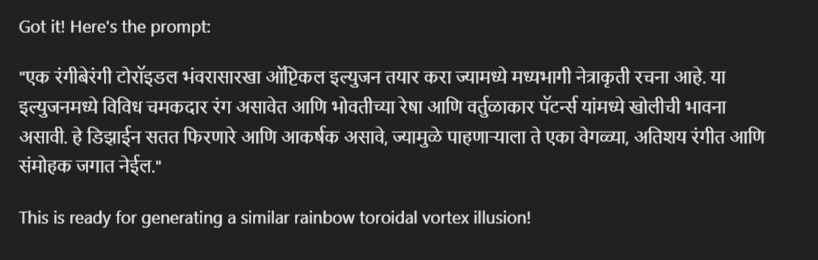 Got it! Here's the prompt:
"एक रंगीबेरंगी टोरॉइडल भंवरासारखा ऑप्टिकल इल्युजन तयार करा ज्यामध्ये मध्यभागी नेत्राकृती रचना आहे. या
इल्युजनमध्ये विविध चमकदार रंग असावेत आणि भोवतीच्या रेषा आणि वर्तुळाकार पॅटर्न्स यांमध्ये खोलीची भावना
असावी. हे डिझाईन सतत फिरणारे आणि आकर्षक असावे, ज्यामुळे पाहणाऱ्याला ते एका वेगळ्या, अतिशय रंगीत आणि
संमोहक जगात नेईल."
This is ready for generating a similar rainbow toroidal vortex illusion!